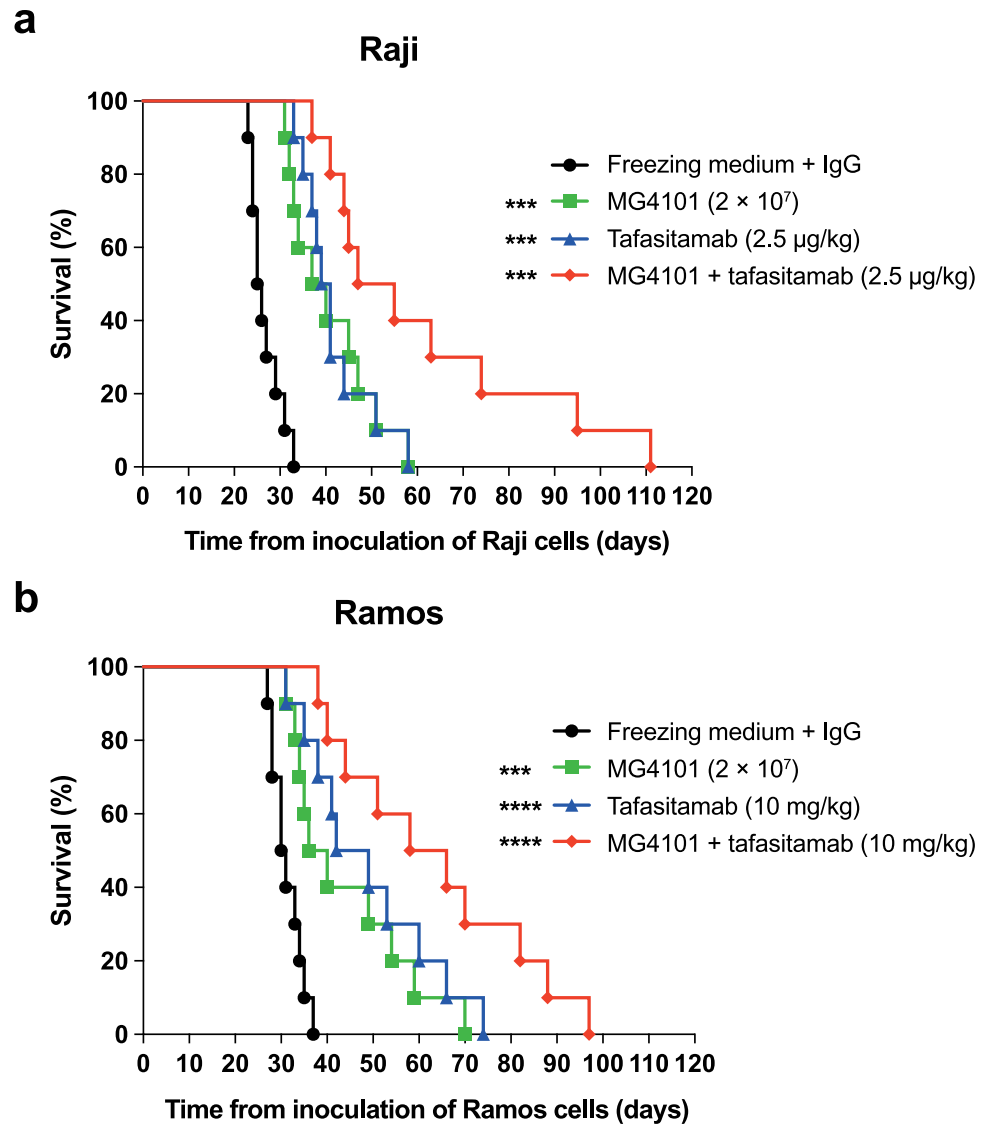 a
Raji
Survival (%)
100
80
60
40
20
0
0 10 20 30 40 50 60 70 80 90 100 110 120
Time from inoculation of Raji cells (days)
Freezing medium + IgG
*** MG4101 (2 × 10⁷)
*** Tafasitamab (2.5 µg/kg)
*** MG4101 + tafasitamab (2.5 µg/kg)
b
Ramos
Survival (%)
100
80
60
40
20
0
0 10 20 30 40 50 60 70 80 90 100 110 120
Time from inoculation of Ramos cells (days)
Freezing medium + IgG
*** MG4101 (2 × 10⁷)
**** Tafasitamab (10 mg/kg)
**** MG4101 + tafasitamab (10 mg/kg)